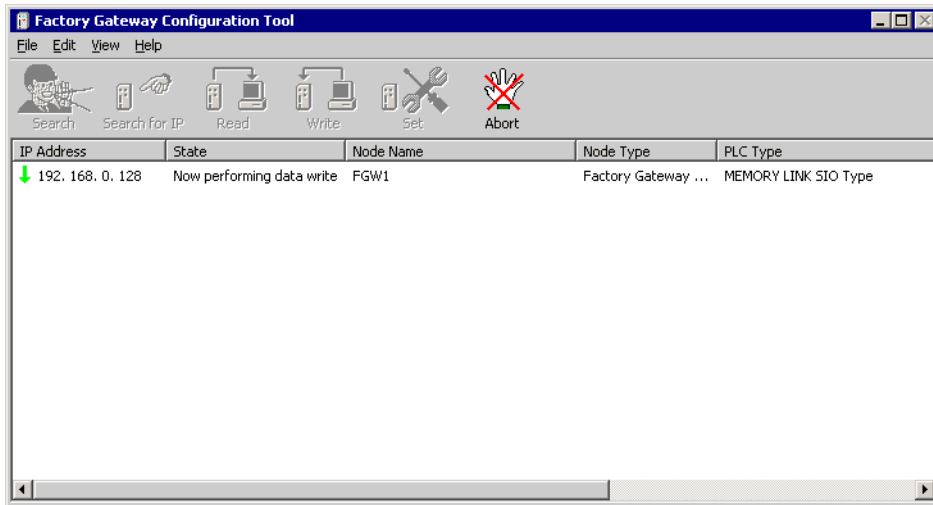 Factory Gateway Configuration Tool
File Edit View Help
Search Search for IP Read Write Set Abort
IP Address State Node Name Node Type PLC Type
192. 168. 0. 128 Now performing data write FGW1 Factory Gateway ... MEMORY LINK SIO Type